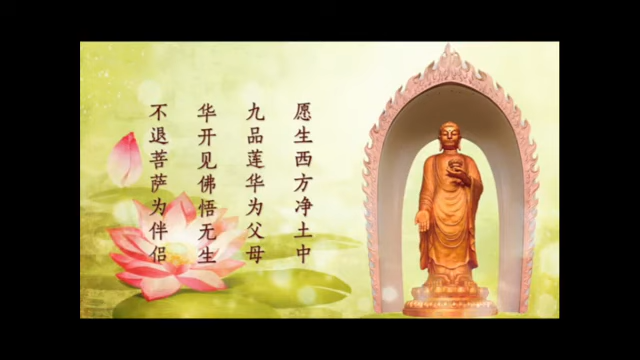 愿生西方净土中
九品莲华为父母
华开见佛悟无生
不退菩萨为伴侣